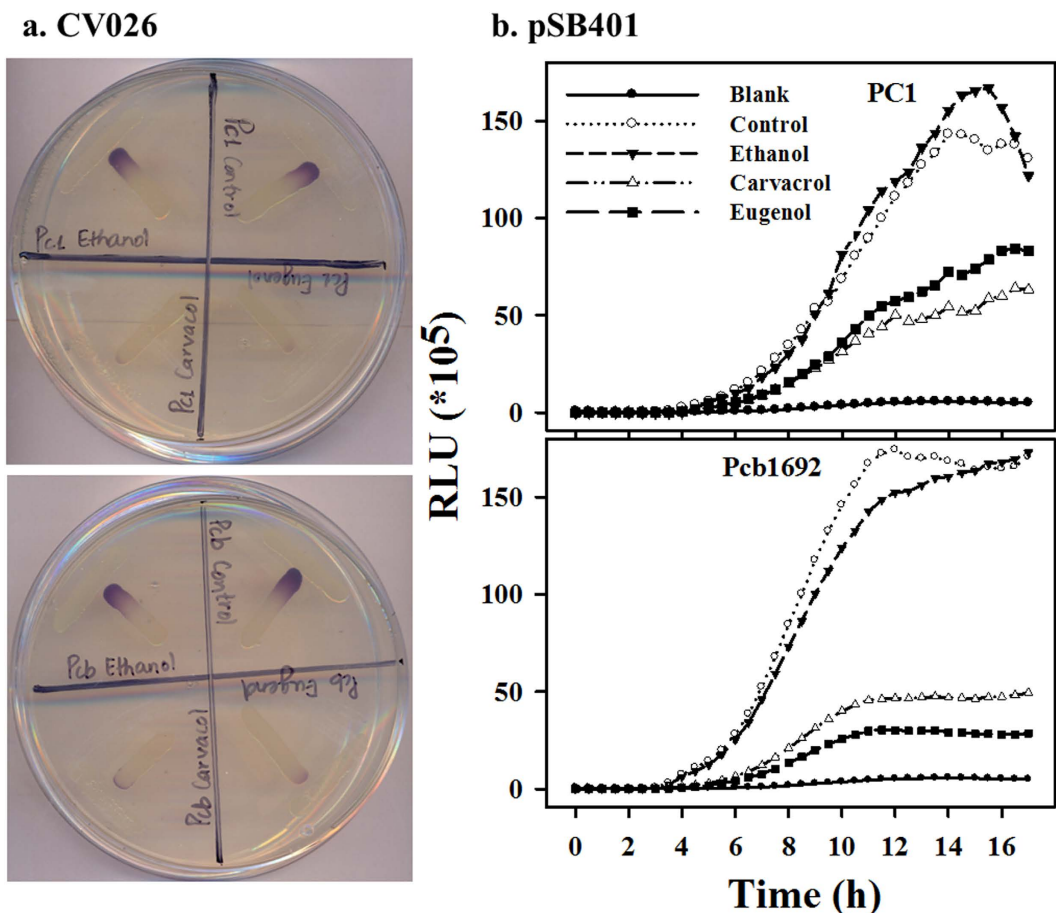 a. CV026
b. pSB401
Pc1 Control
Pc1 Ethanol
Pc1 Eugenol
Pc1 Carvacol
Pcb Control
Pcb Ethanol
Pcb Eugenol
Pcb Carvacol
RLU (*10⁵)
150
100
50
0
Blank
Control
Ethanol
Carvacrol
Eugenol
PC1
150
100
50
0
Pcb1692
0 2 4 6 8 10 12 14 16
Time (h)